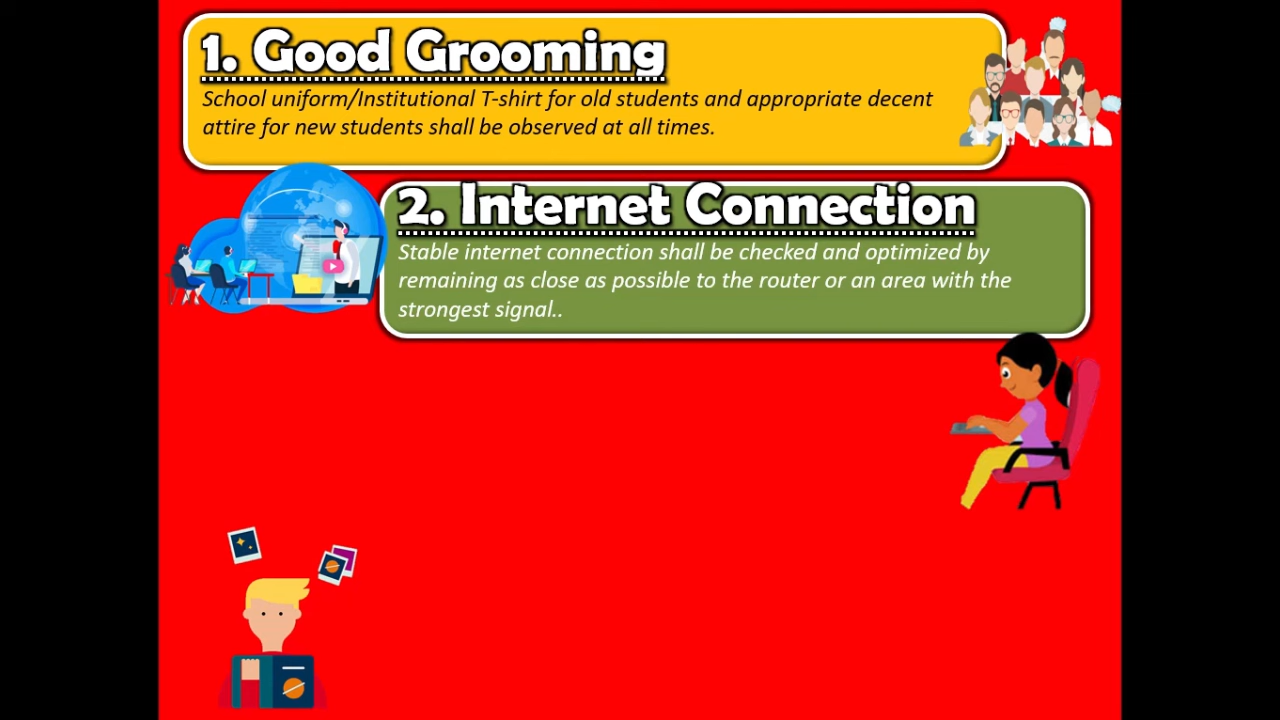 1. Good Grooming
School uniform/Institutional T-shirt for old students and appropriate decent
attire for new students shall be observed at all times.
2. Internet Connection
Stable internet connection shall be checked and optimized by
remaining as close as possible to the router or an area with the
strongest signal..